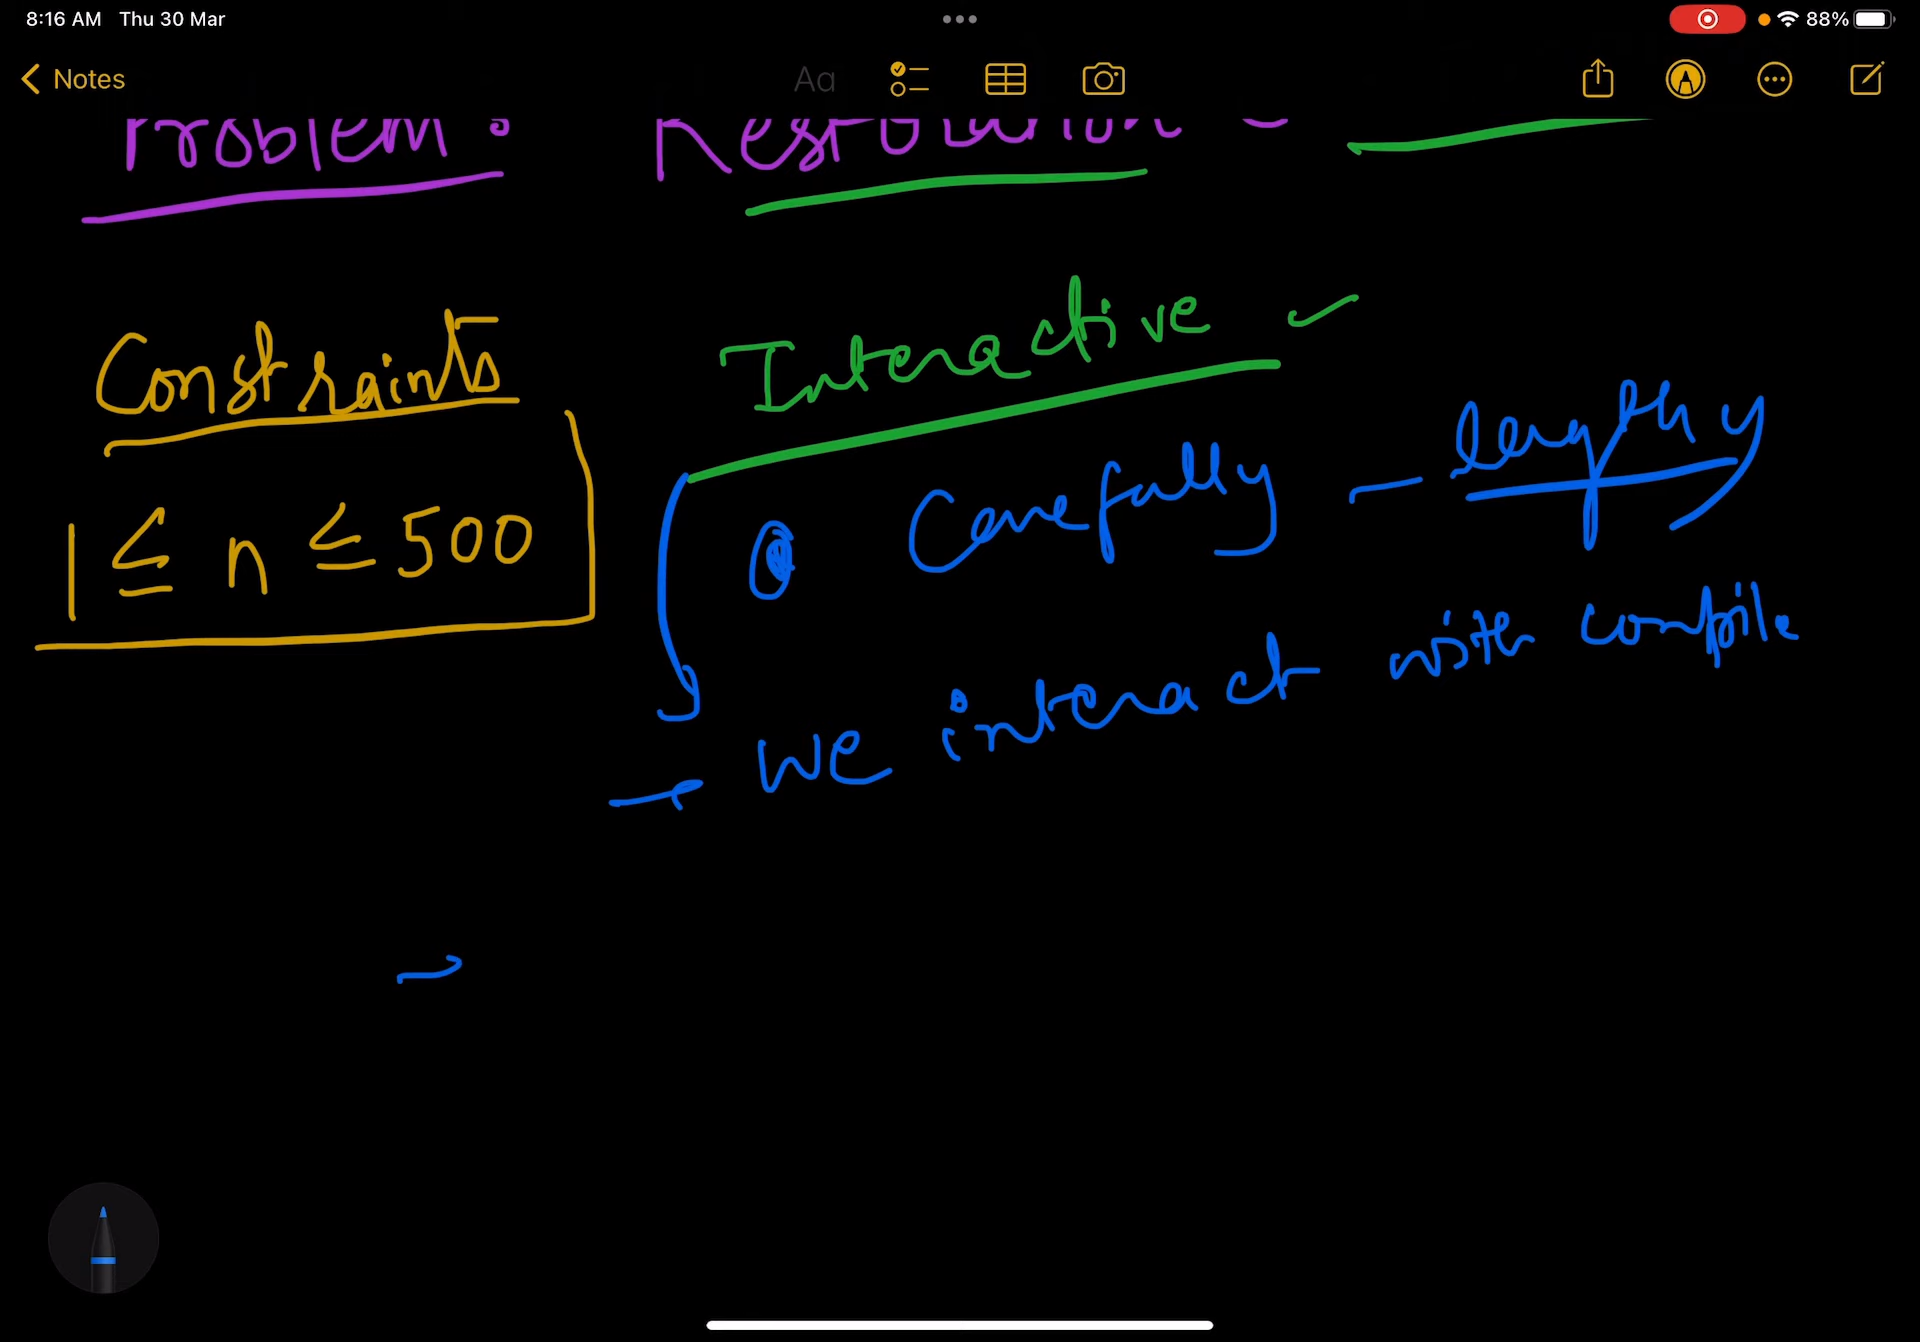 8:16 AM Thu 30 Mar
88%
Notes
Aa
Problem :
Constraints
1 ≤ n ≤ 500
Interactive ✓
Carefully — lengthy
→ We interact with